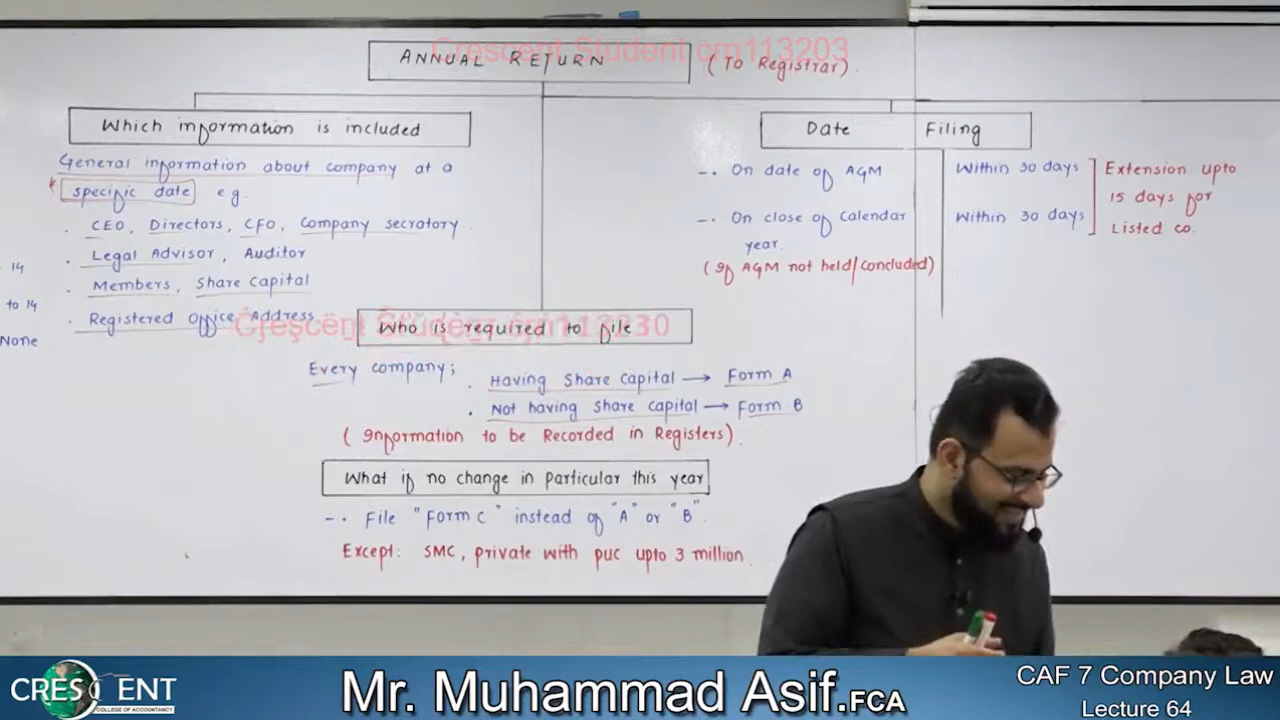 ANNUAL RETURN (To Registrar)
Crescent Student crn113203
Which information is included
General information about company at a
* specific date eg.
. CEO, Directors, CFO, Company secratory
. Legal Advisor, Auditor
. Members, Share Capital
. Registered Office Address
14
to 14
None
Date Filing
-. On date of AGM Within 30 days
-. On close of Calendar Within 30 days
year.
(If AGM not held/concluded)
Extension upto
15 days for
Listed co.
Who is required to file
Every company;
. Having share capital → Form A
. Not having share capital → Form B
(Information to be Recorded in Registers).
What if no change in particular this year
-. File "Form C" instead of "A" or "B".
Except: SMC, private with puc upto 3 million.
CRESCENT
COLLEGE OF ACCOUNTANCY
Mr. Muhammad Asif.FCA
CAF 7 Company Law
Lecture 64